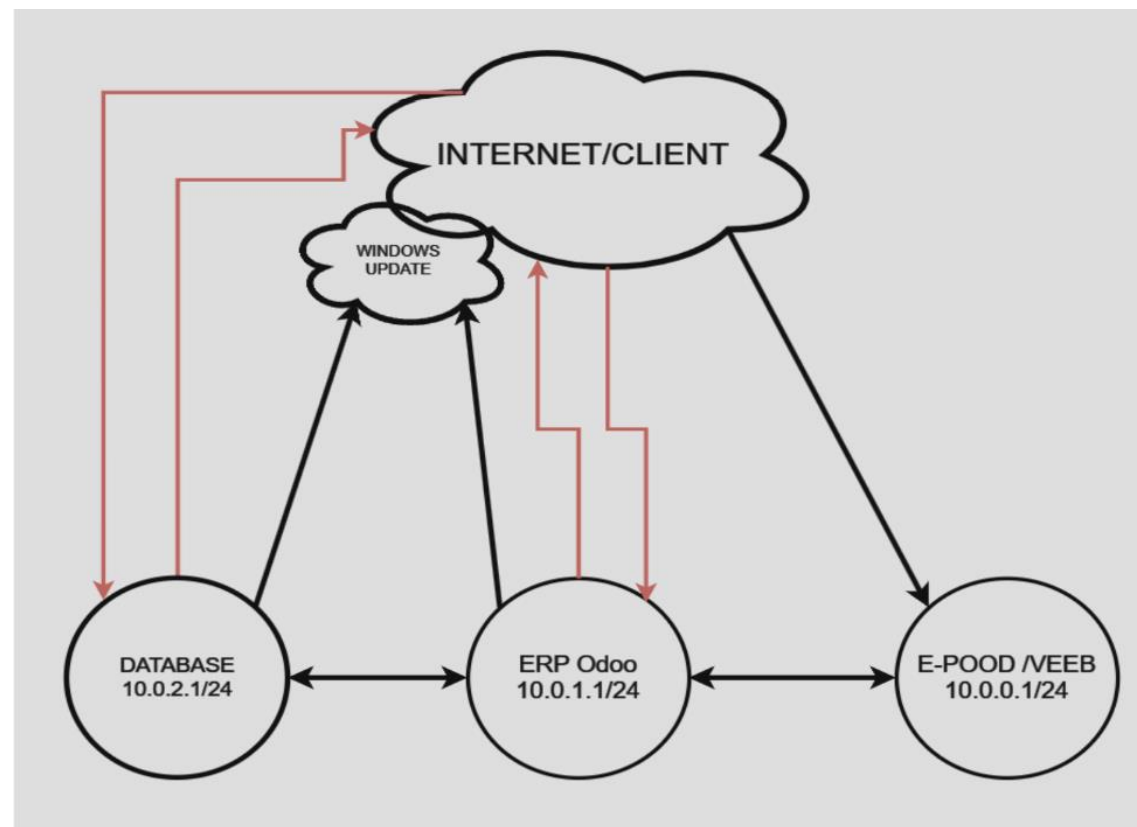 INTERNET/CLIENT
WINDOWS
UPDATE
DATABASE
10.0.2.1/24
ERP Odoo
10.0.1.1/24
E-POOD /VEEB
10.0.0.1/24